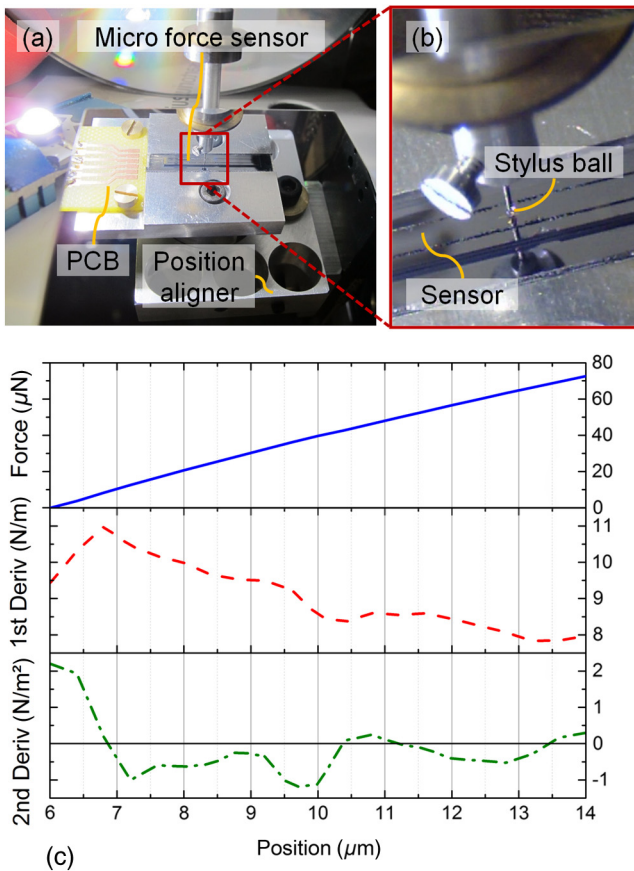 (a)
Micro force sensor
PCB
Position
aligner
(b)
Stylus ball
Sensor
Force (µN)
80
60
40
20
0
1st Deriv (N/m)
11
10
9
8
2nd Deriv (N/m²)
2
1
0
-1
6 7 8 9 10 11 12 13 14
Position (µm)
(c)